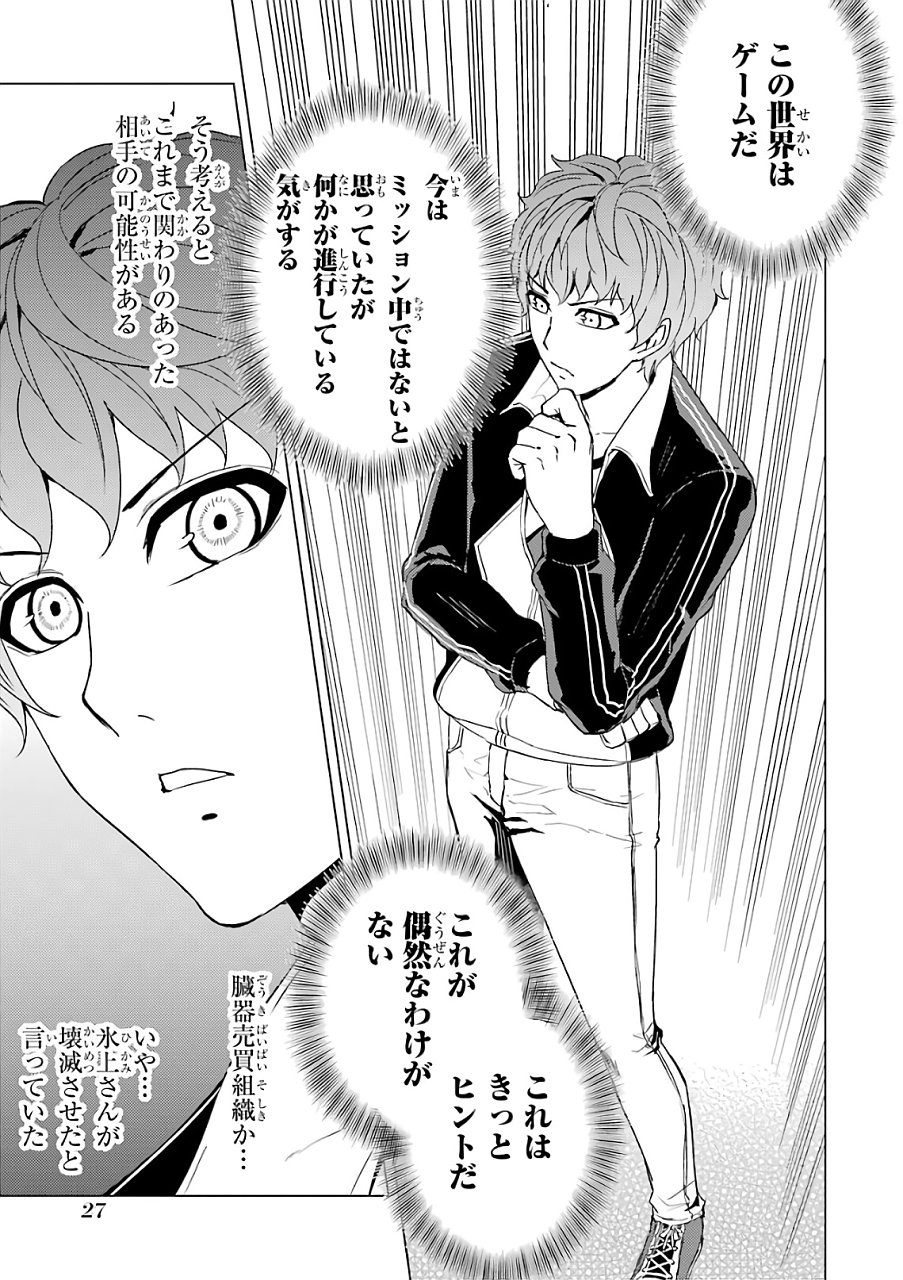 この世界は
ゲームだ
今は
ミッション中ではないと
思っていたが
何かが進行している
気がする
これは
きっと
ヒントだ
これが
偶然なわけが
ない
そう考えると
これまで関わりのあった
相手の可能性がある
臓器売買組織か…
いや…
氷上さんが
壊滅させたと
言っていた
27